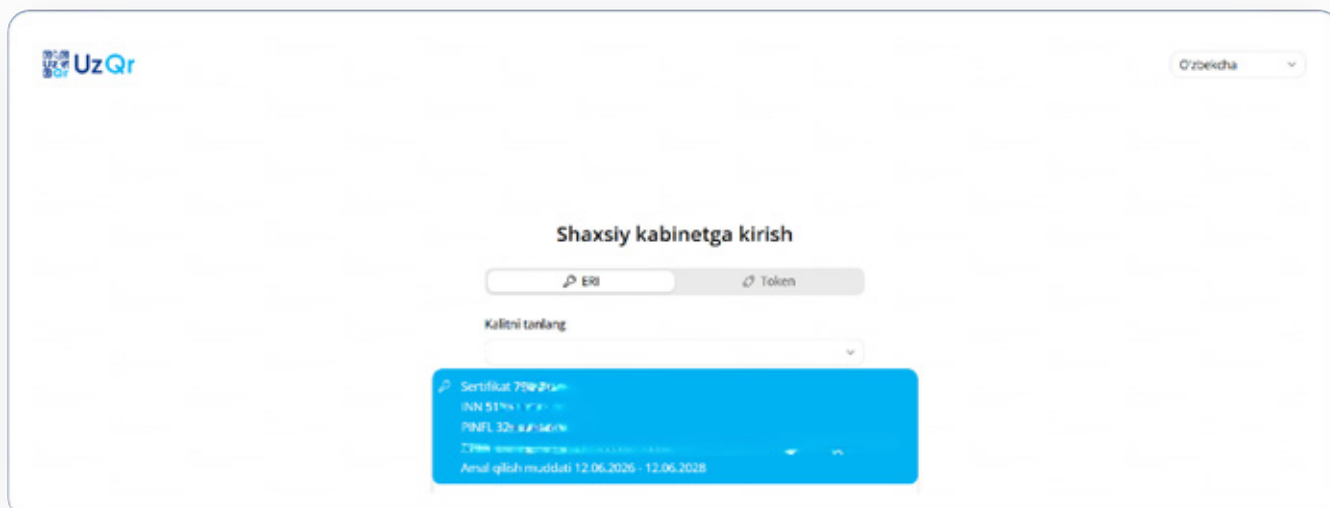 UzQr
O'zbekcha
Shaxsiy kabinetga kirish
ERI
Token
Kalitni tanlang
Sertifikat
INN
PINFL
Amal qilish muddati 12.06.2026 - 12.06.2028